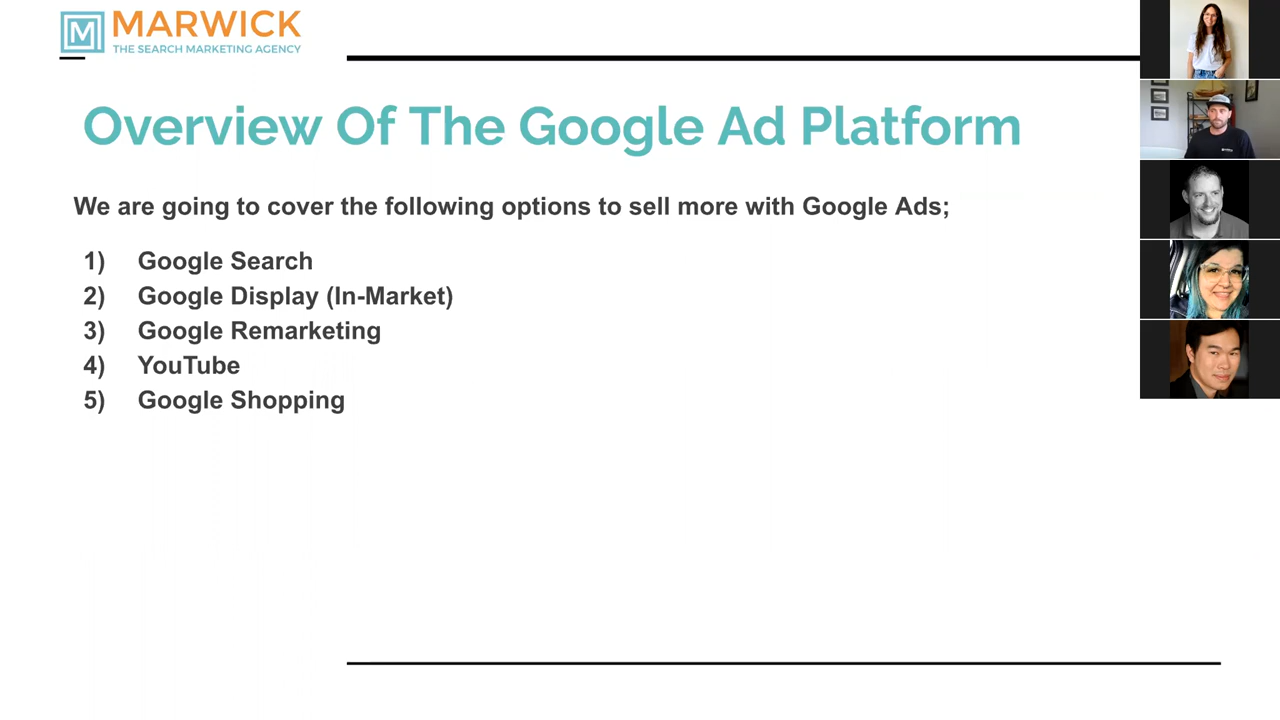 MARWICK
THE SEARCH MARKETING AGENCY
Overview Of The Google Ad Platform
We are going to cover the following options to sell more with Google Ads;
1) Google Search
2) Google Display (In-Market)
3) Google Remarketing
4) YouTube
5) Google Shopping